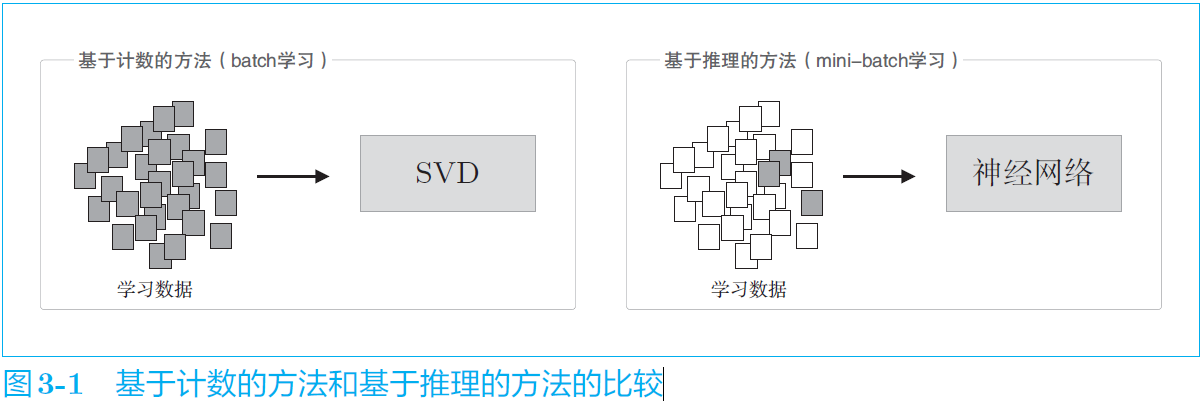 基于计数的方法（batch学习）
SVD
学习数据
基于推理的方法（mini-batch学习）
神经网络
学习数据
图3-1 基于计数的方法和基于推理的方法的比较